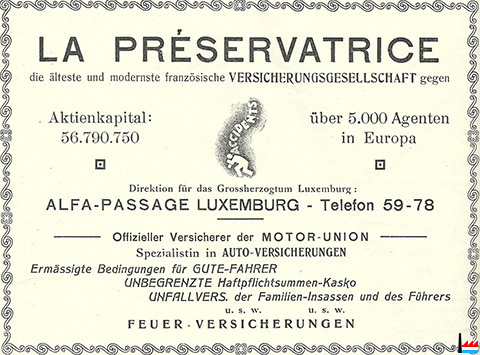 LA PRÉSERVATRICE
die älteste und modernste französische VERSICHERUNGSGESELLSCHAFT gegen
Aktienkapital:
56.790.750
ACCIDENTS
über 5.000 Agenten
in Europa
Direktion für das Grossherzogtum Luxemburg:
ALFA-PASSAGE LUXEMBURG - Telefon 59-78
Offizieller Versicherer der MOTOR-UNION
Spezialistin in AUTO-VERSICHERUNGEN
Ermässigte Bedingungen für GUTE-FAHRER
UNBEGRENZTE Haftpflichtsummen-Kasko
UNFALLVERS. der Familien-Insassen und des Führers
u. s. w. u. s. w.
FEUER-VERSICHERUNGEN